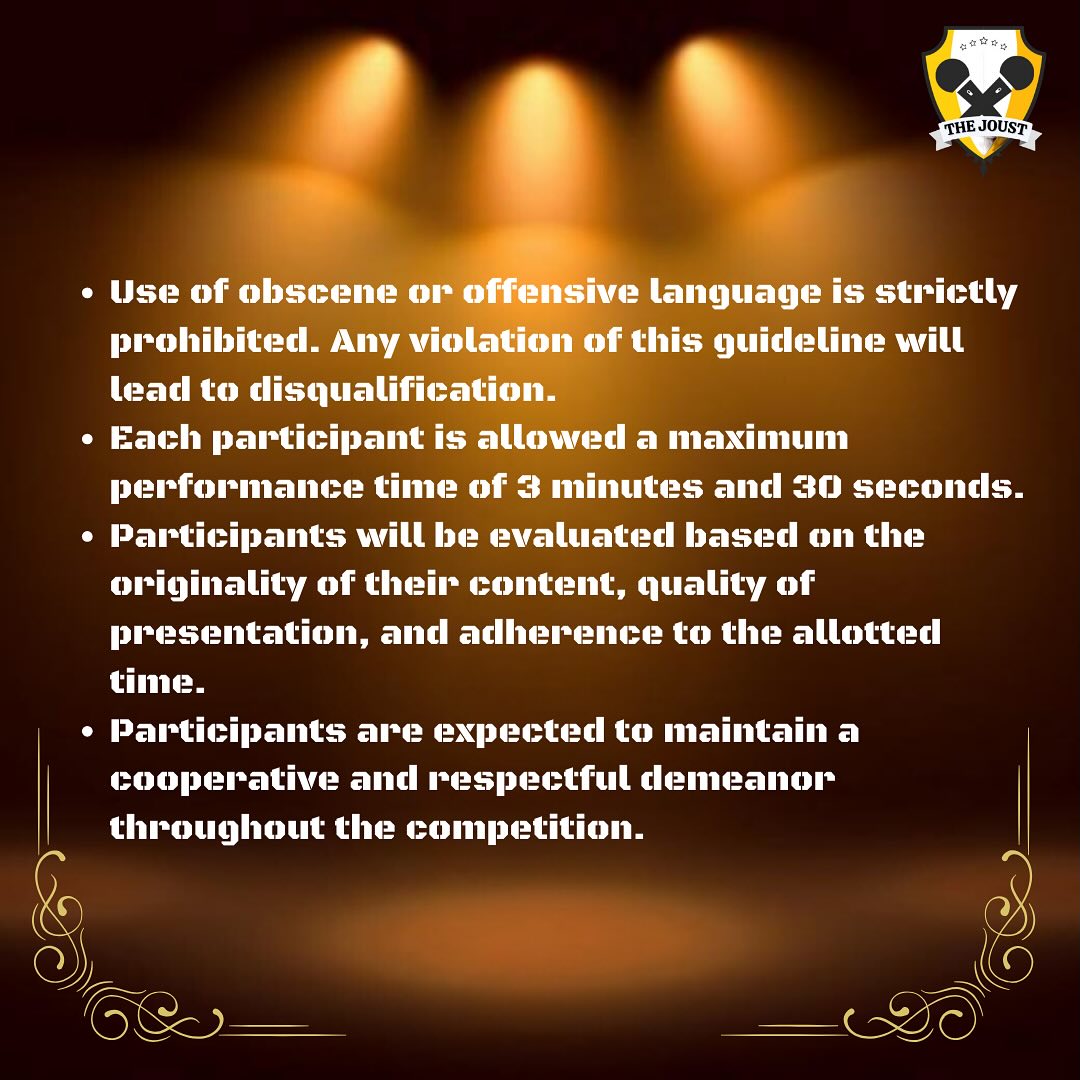 THE JOUST
• Use of obscene or offensive language is strictly
prohibited. Any violation of this guideline will
lead to disqualification.
• Each participant is allowed a maximum
performance time of 3 minutes and 30 seconds.
• Participants will be evaluated based on the
originality of their content, quality of
presentation, and adherence to the allotted
time.
• Participants are expected to maintain a
cooperative and respectful demeanor
throughout the competition.